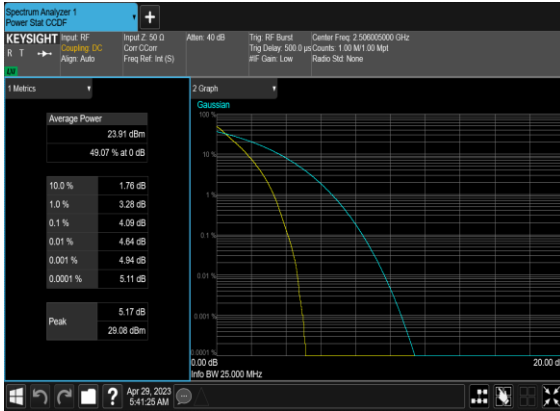 Spectrum Analyzer 1
Power Stat CCDF
+
KEYSIGHT
R T
Input: RF
Coupling: DC
Align: Auto
Input Z: 50 Ω
Corr CCorr
Freq Ref: Int (S)
Atten: 40 dB
Trig: RF Burst
Trig Delay: 500.0 µs
#IF Gain: Low
Center Freq: 2.506005000 GHz
Counts: 1.00 M/1.00 Mpt
Radio Std: None
1 Metrics
Average Power
23.91 dBm
49.07 % at 0 dB
10.0 % 1.76 dB
1.0 % 3.28 dB
0.1 % 4.09 dB
0.01 % 4.64 dB
0.001 % 4.94 dB
0.0001 % 5.11 dB
Peak
5.17 dB
29.08 dBm
2 Graph
Gaussian
100 %
10 %
1 %
0.1 %
0.01 %
0.001 %
0.0001 %
0.00 dB
20.00 d
Info BW 25.000 MHz
?
Apr 29, 2023
5:41:25 AM